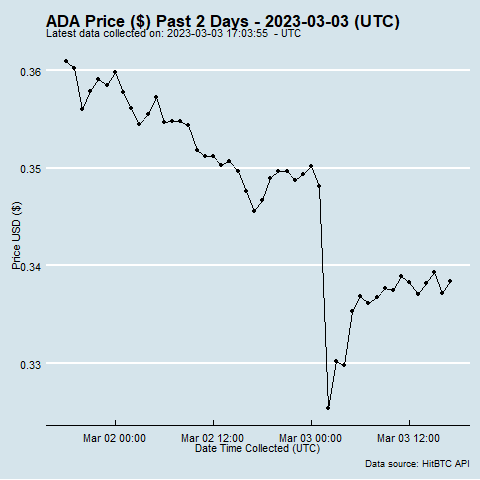 ADA Price ($) Past 2 Days - 2023-03-03 (UTC)
Latest data collected on: 2023-03-03 17:03:55 - UTC
0.36
0.35
0.34
0.33
Price USD ($)
Mar 02 00:00 Mar 02 12:00 Mar 03 00:00 Mar 03 12:00
Date Time Collected (UTC)
Data source: HitBTC API